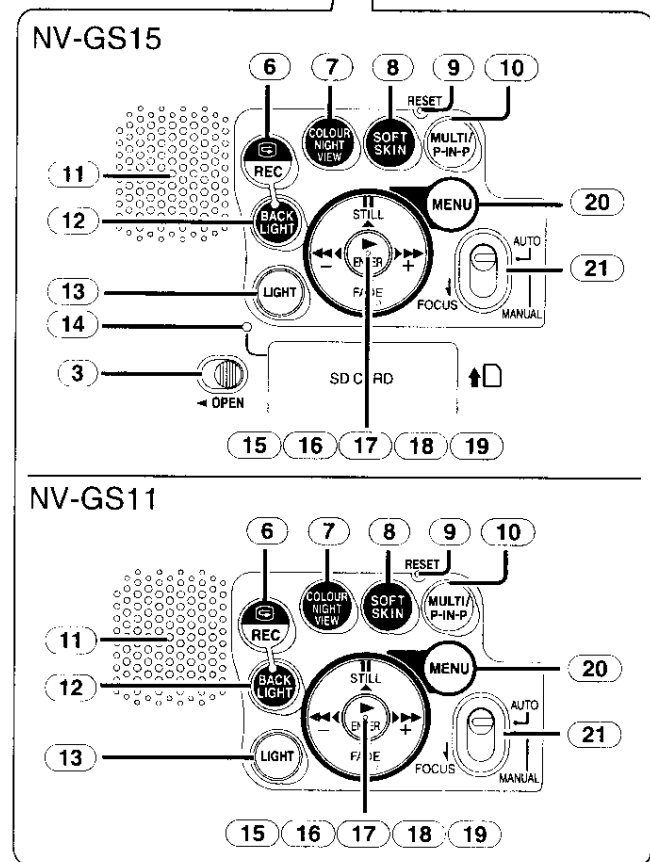 NV-GS15
6 7 8 9 10
RESET
COLOUR NIGHT VIEW
SOFT SKIN
MULTI/ P-IN-P
REC
11
12
BACK LIGHT
STILL
MENU
20
ENTER
− +
AUTO
21
13
LIGHT
FADE
FOCUS
MANUAL
14
3
SD CARD
◄ OPEN
15 16 17 18 19
NV-GS11
6 7 8 9 10
RESET
COLOUR NIGHT VIEW
SOFT SKIN
MULTI/ P-IN-P
REC
11
12
BACK LIGHT
STILL
MENU
20
ENTER
− +
AUTO
21
13
LIGHT
FADE
FOCUS
MANUAL
15 16 17 18 19